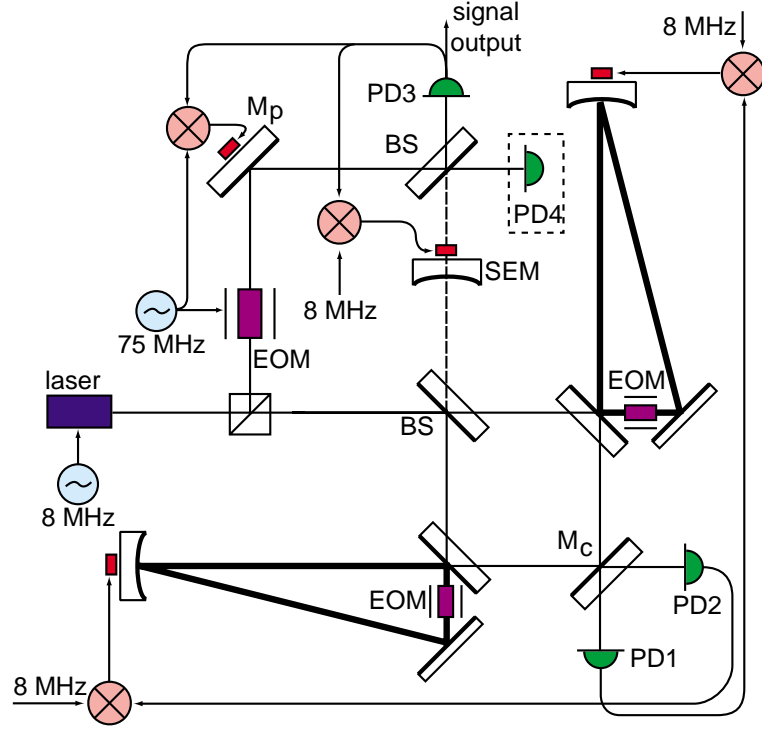 signal
output
8 MHz
PD3
Mp
BS
PD4
SEM
8 MHz
75 MHz
EOM
EOM
laser
BS
8 MHz
Mc
EOM
PD2
PD1
8 MHz